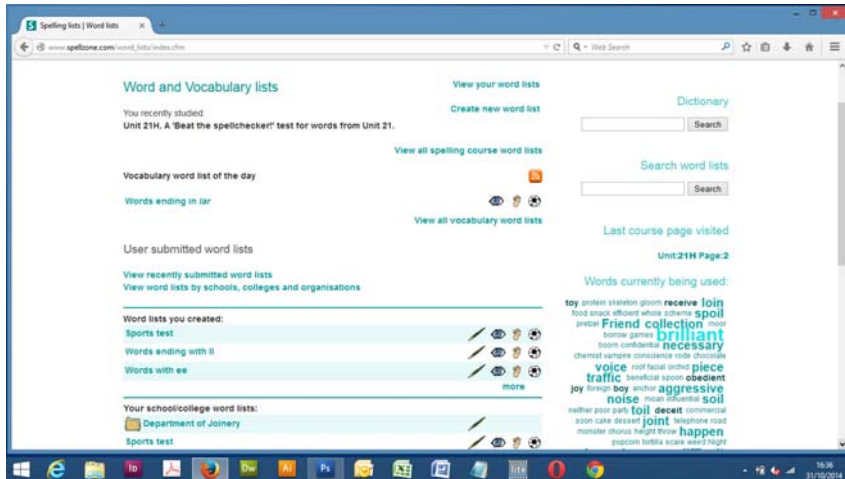 Spelling lists | Word lists
www.spellzone.com/word_lists/index.cfm
Web Search
Word and Vocabulary lists
View your word lists
You recently studied:
Create new word list
Unit 21H, A 'Beat the spellchecker!' test for words from Unit 21.
View all spelling course word lists
Vocabulary word list of the day
Words ending in lar
View all vocabulary word lists
User submitted word lists
View recently submitted word lists
View word lists by schools, colleges and organisations
Word lists you created:
Sports test
Words ending with ll
Words with ee
more
Your school/college word lists:
Department of Joinery
Sports test
Dictionary
Search
Search word lists
Search
Last course page visited
Unit:21H Page:2
Words currently being used:
toy protein skeleton gloom receive loin
food snack efficient whole scheme spoil
pretzel Friend collection moor
borrow games brilliant
boom confidential necessary
chemist vampire conscience rode chocolate
voice root facial orchid piece
traffic beneficial spoon obedient
joy foreign boy anchor aggressive
noise moan influential soil
neither poor party toil deceit commercial
soon cake dessert joint telephone road
monster chorus height throw happen
popcorn tortilla scare weird fright
Id
Dw
Ai
Ps
lite
16:36
31/10/2014